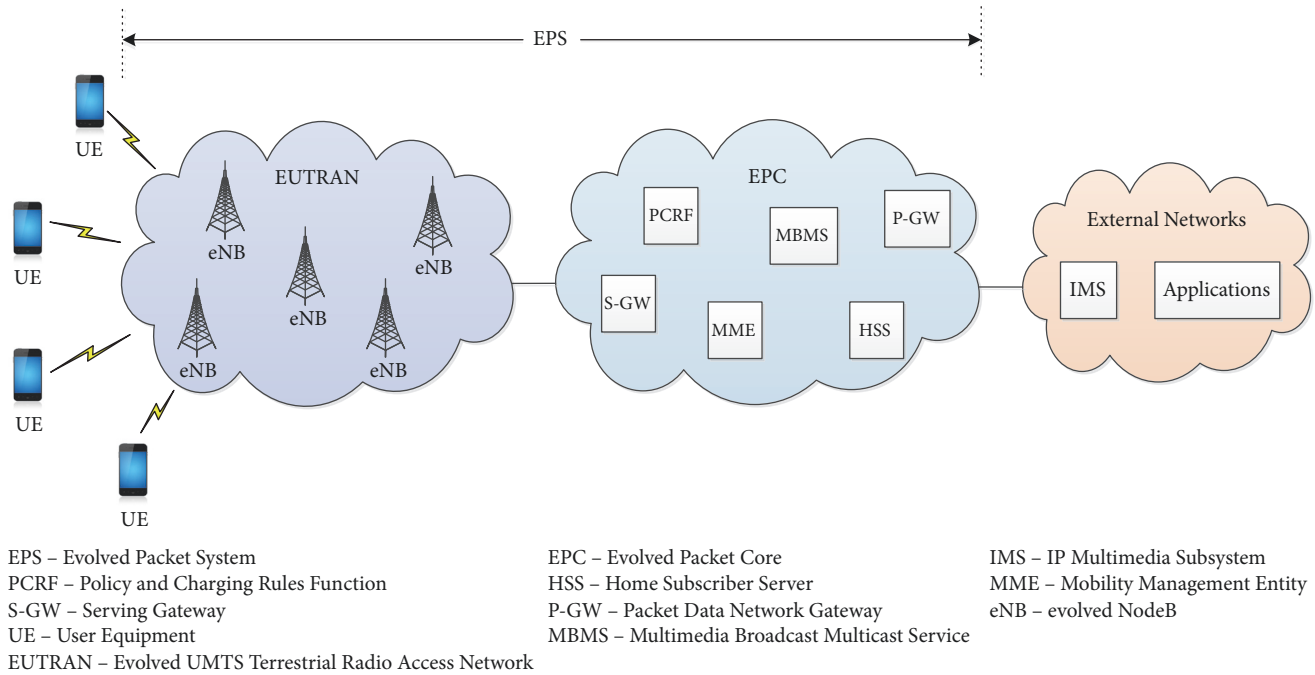 EPS
UE
UE
UE
UE
EUTRAN
eNB
eNB
eNB
eNB
eNB
EPC
PCRF
MBMS
P-GW
S-GW
MME
HSS
External Networks
IMS
Applications
EPS – Evolved Packet System
PCRF – Policy and Charging Rules Function
S-GW – Serving Gateway
UE – User Equipment
EUTRAN – Evolved UMTS Terrestrial Radio Access Network
EPC – Evolved Packet Core
HSS – Home Subscriber Server
P-GW – Packet Data Network Gateway
MBMS – Multimedia Broadcast Multicast Service
IMS – IP Multimedia Subsystem
MME – Mobility Management Entity
eNB – evolved NodeB